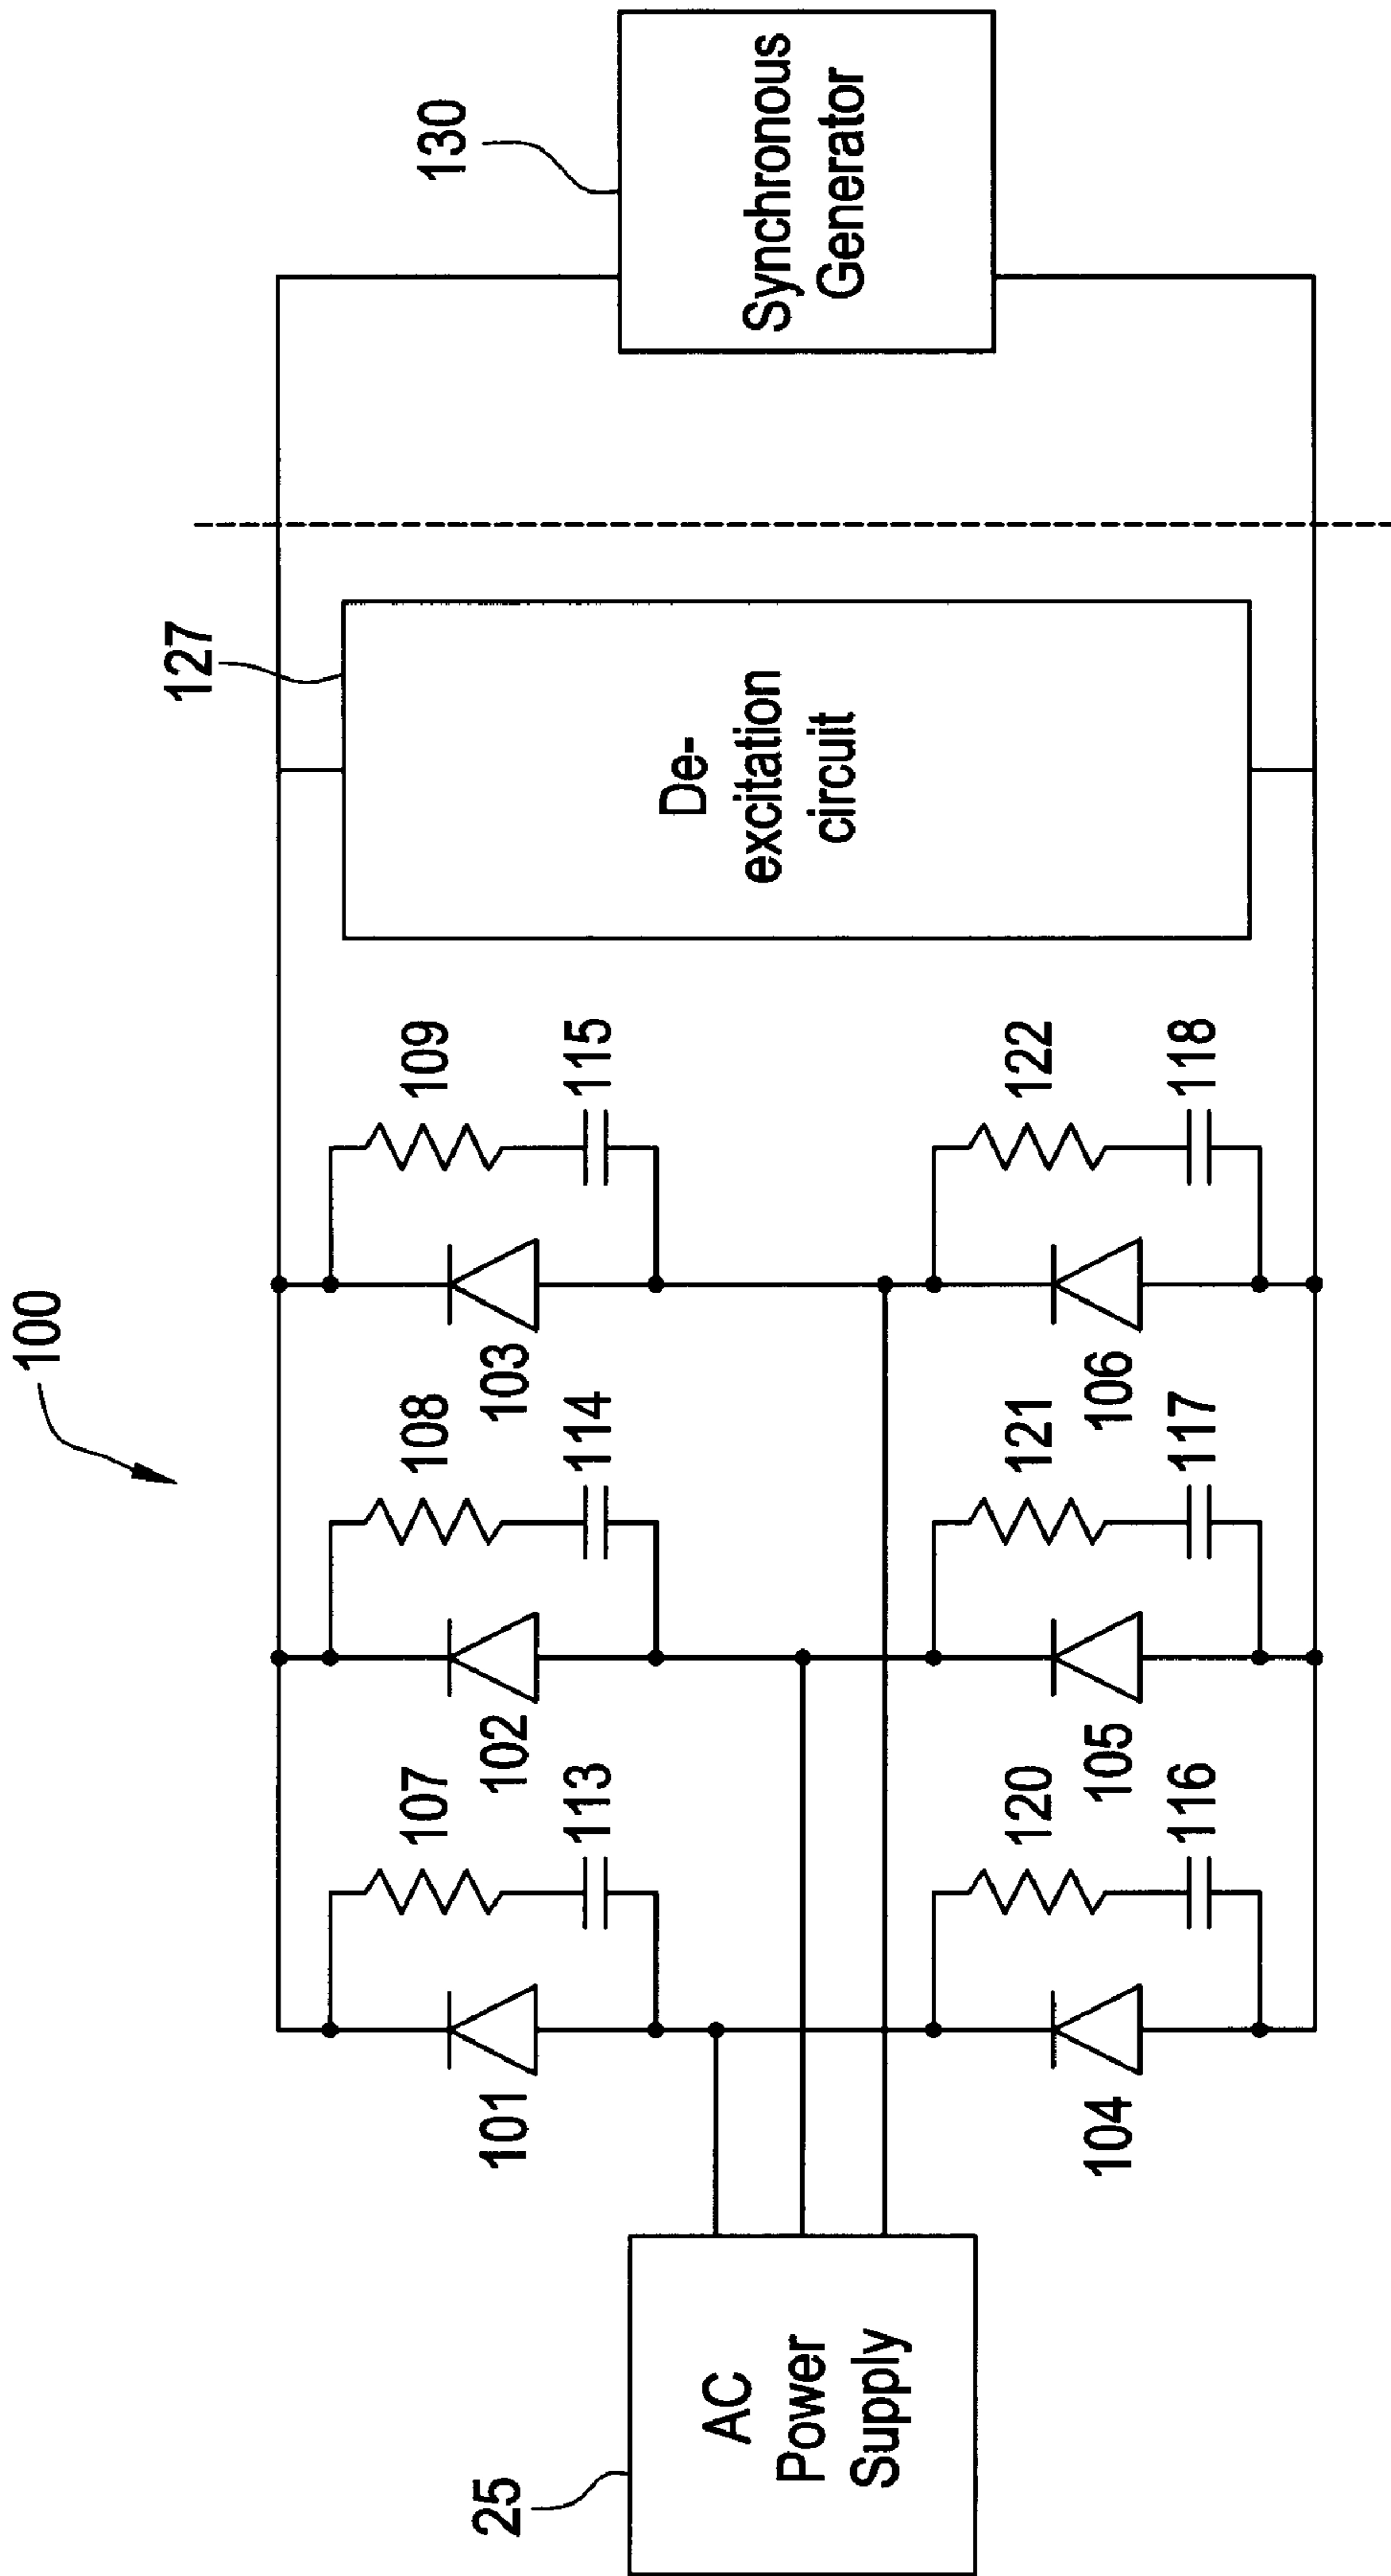 100
127
130
109
115
108
114
107
113
103
102
101
122
118
121
117
120
116
106
105
104
25
AC
Power
Supply
De-
excitation
circuit
Synchronous
Generator